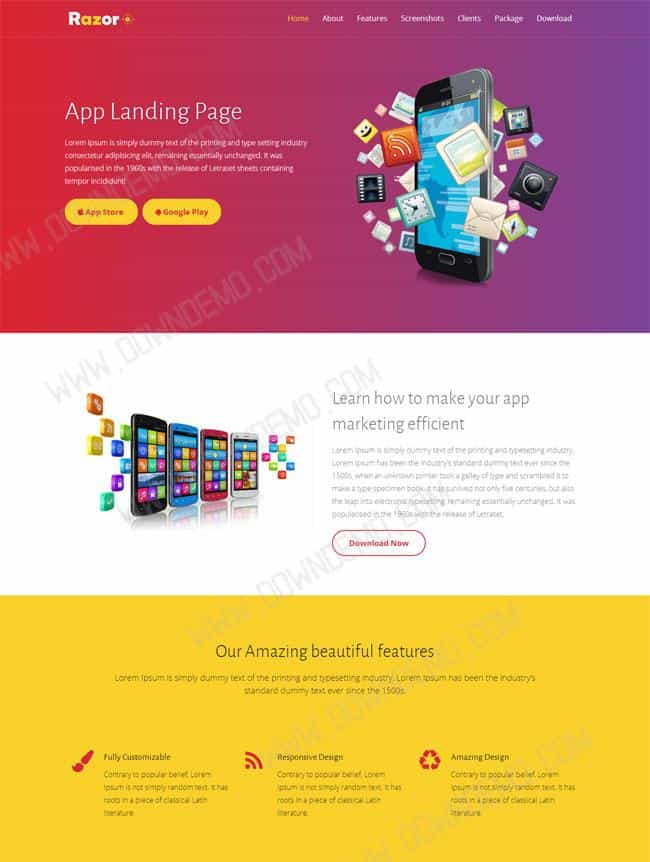 Razor
Home About Features Screenshots Clients Package Download
App Landing Page
Lorem Ipsum is simply dummy text of the printing and type setting industry
consectetur adipisicing elit, remaining essentially unchanged. It was
popularised in the 1960s with the release of Letraset sheets containing
tempor incididunt!
App Store
Google Play
WWW.DOWNDEMO.COM
WWW.DOWNDEMO.COM
Learn how to make your app
marketing efficient
Lorem Ipsum is simply dummy text of the printing and typesetting industry.
Lorem Ipsum has been the industry's standard dummy text ever since the
1500s, when an unknown printer took a galley of type and scrambled it to
make a type specimen book. It has survived not only five centuries, but also
the leap into electronic typesetting, remaining essentially unchanged. It was
popularised in the 1960s with the release of Letraset.
Download Now
WWW.DOWNDEMO.COM
WWW.DOWNDEMO.COM
Our Amazing beautiful features
Lorem Ipsum is simply dummy text of the printing and typesetting industry. Lorem Ipsum has been the industry's
standard dummy text ever since the 1500s.
WWW.DOWNDEMO.COM
Fully Customizable
Contrary to popular belief, Lorem
Ipsum is not simply random text. It has
roots in a piece of classical Latin
literature.
Responsive Design
Contrary to popular belief, Lorem
Ipsum is not simply random text. It has
roots in a piece of classical Latin
literature.
Amazing Design
Contrary to popular belief, Lorem
Ipsum is not simply random text. It has
roots in a piece of classical Latin
literature.
WWW.DOWNDEMO.COM